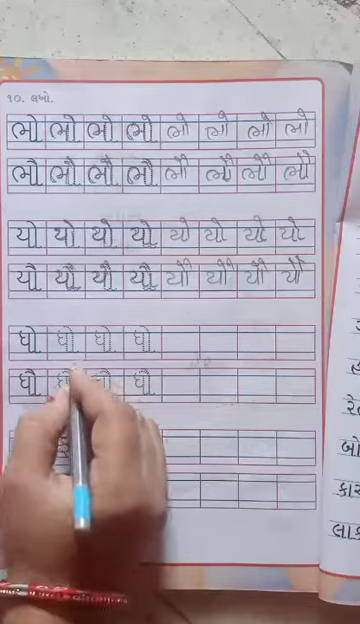 ૧૦. લખો.
ભો ભો ભો ભો ભો ભો ભો ભો
ભૌ ભૌ ભૌ ભૌ ભૌ ભૌ ભૌ ભૌ
યો યો યો યો યો યો યો યો
યૌ યૌ યૌ યૌ યૌ યૌ યૌ યૌ
ઘો ઘો ઘો ઘો
ઘૌ ઘૌ ઘૌ
બો